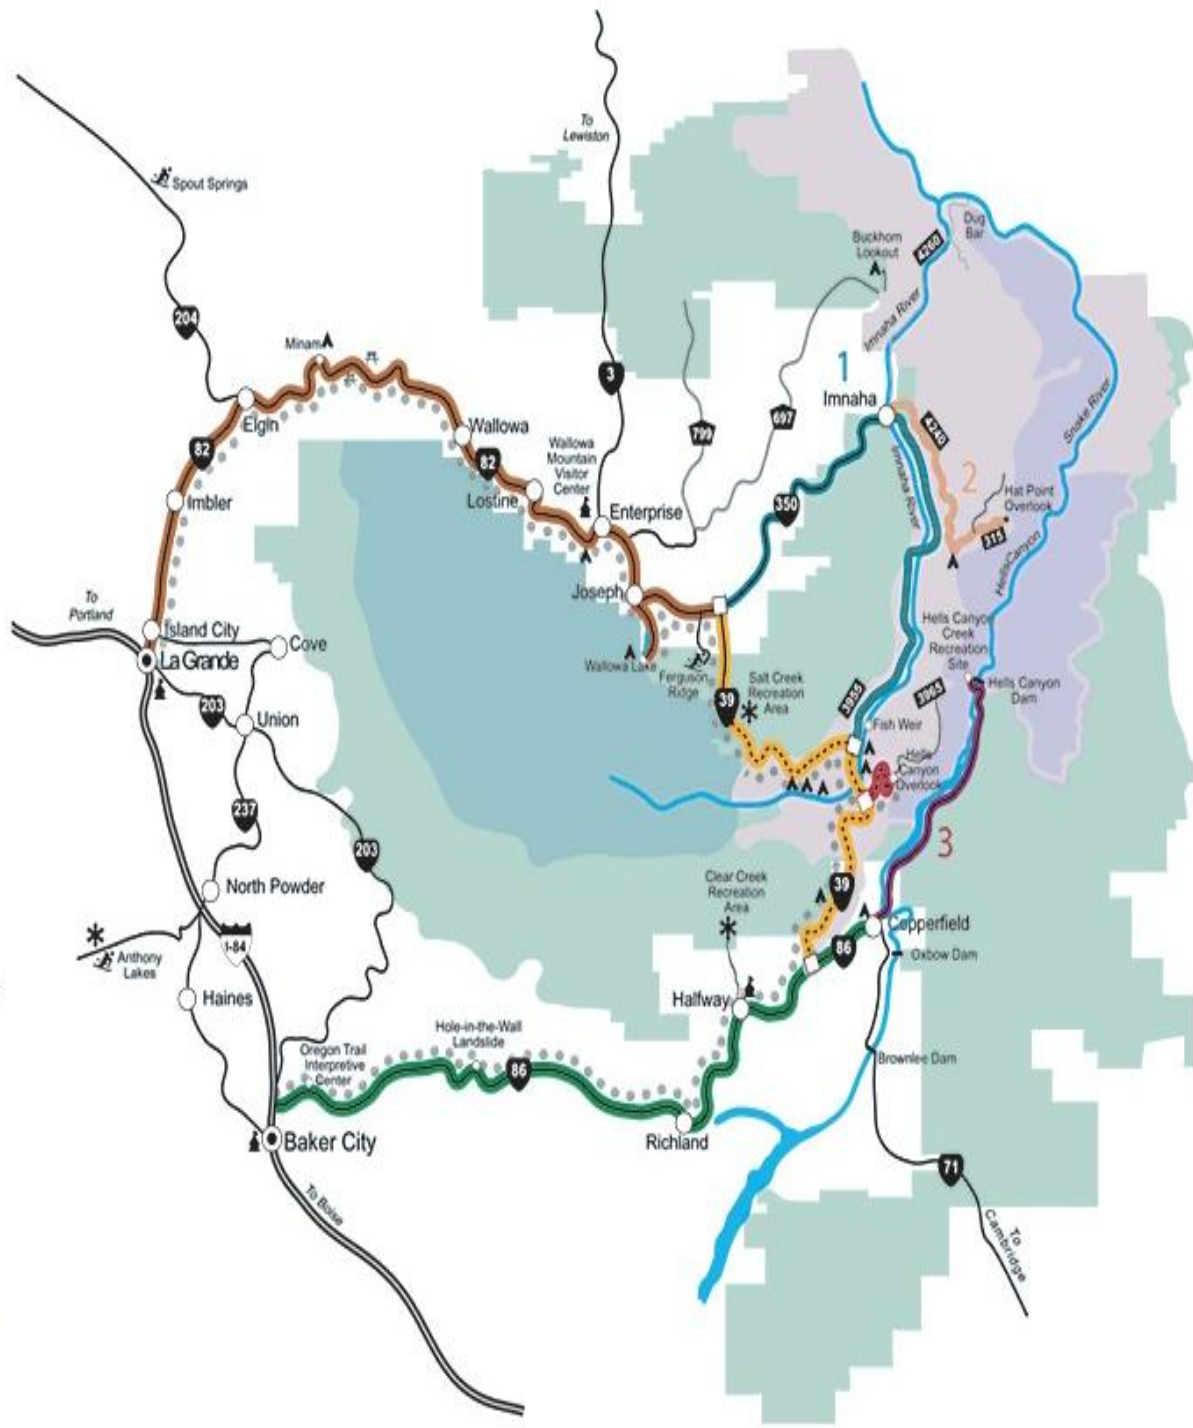 To
Lewiston
Spout Springs
Dug
Bar
Buckhorn
Lookout
4260
204
Imnaha River
Minam
3
1
Imnaha
Snake River
Elgin
Wallowa
697
4240
799
82
Wallowa
Mountain
Visitor
Center
82
Imnaha River
2
Imbler
Lostine
Hat Point
Overlook
350
Enterprise
315
Hells Canyon
To
Portland
Joseph
Island City
Hells Canyon
Creek
Recreation
Site
Cove
La Grande
Wallowa Lake
Ferguson
Ridge
Salt Creek
Recreation
Area
Hells Canyon
Dam
203
39
3955
3965
Union
Fish Weir
Hells
Canyon
Overlook
237
203
3
Clear Creek
Recreation
Area
39
North Powder
Copperfield
I-84
86
Oxbow Dam
Anthony
Lakes
Haines
Halfway
Hole-in-the-Wall
Landslide
Oregon Trail
Interpretive
Center
86
Brownlee Dam
Baker City
Richland
71
To Boise
To
Cambridge